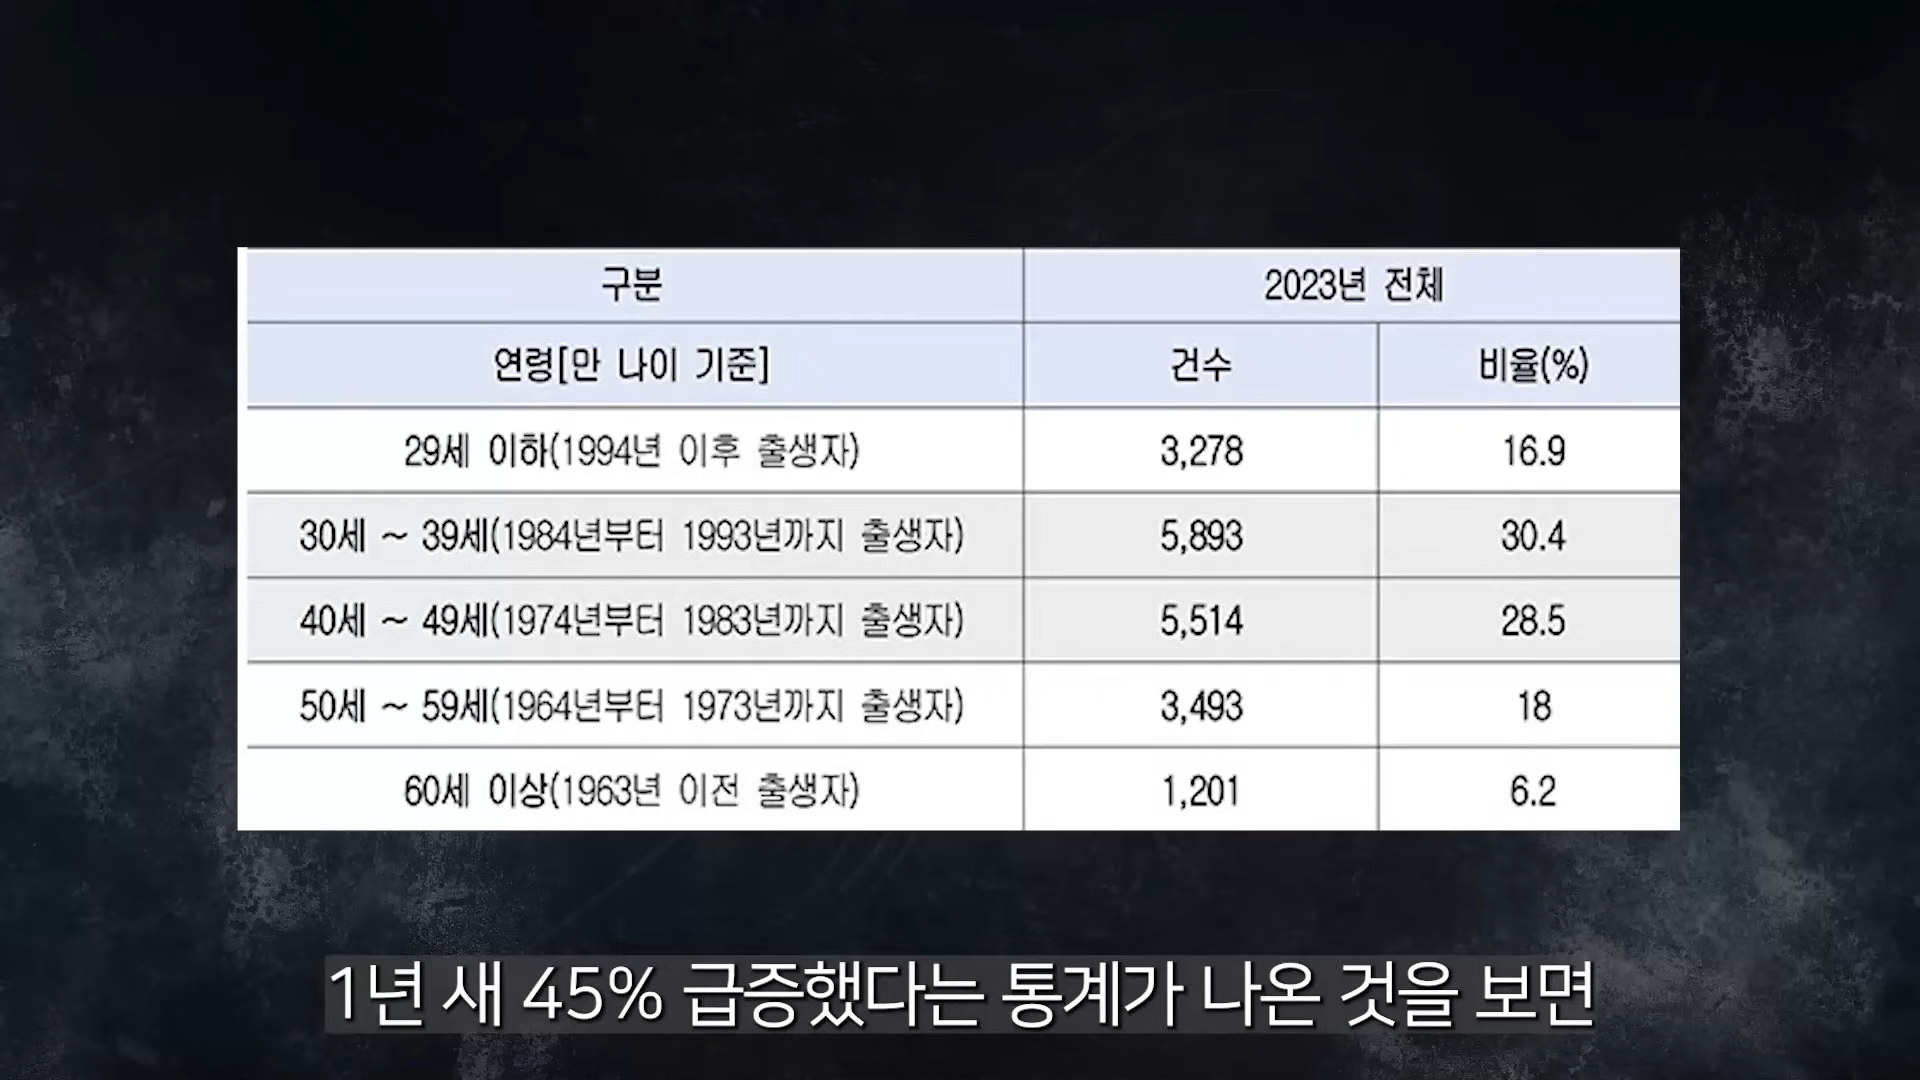 구분 2023년 전체
연령[만 나이 기준] 건수 비율(%)
29세 이하(1994년 이후 출생자) 3,278 16.9
30세 ~ 39세(1984년부터 1993년까지 출생자) 5,893 30.4
40세 ~ 49세(1974년부터 1983년까지 출생자) 5,514 28.5
50세 ~ 59세(1964년부터 1973년까지 출생자) 3,493 18
60세 이상(1963년 이전 출생자) 1,201 6.2
1년 새 45% 급증했다는 통계가 나온 것을 보면